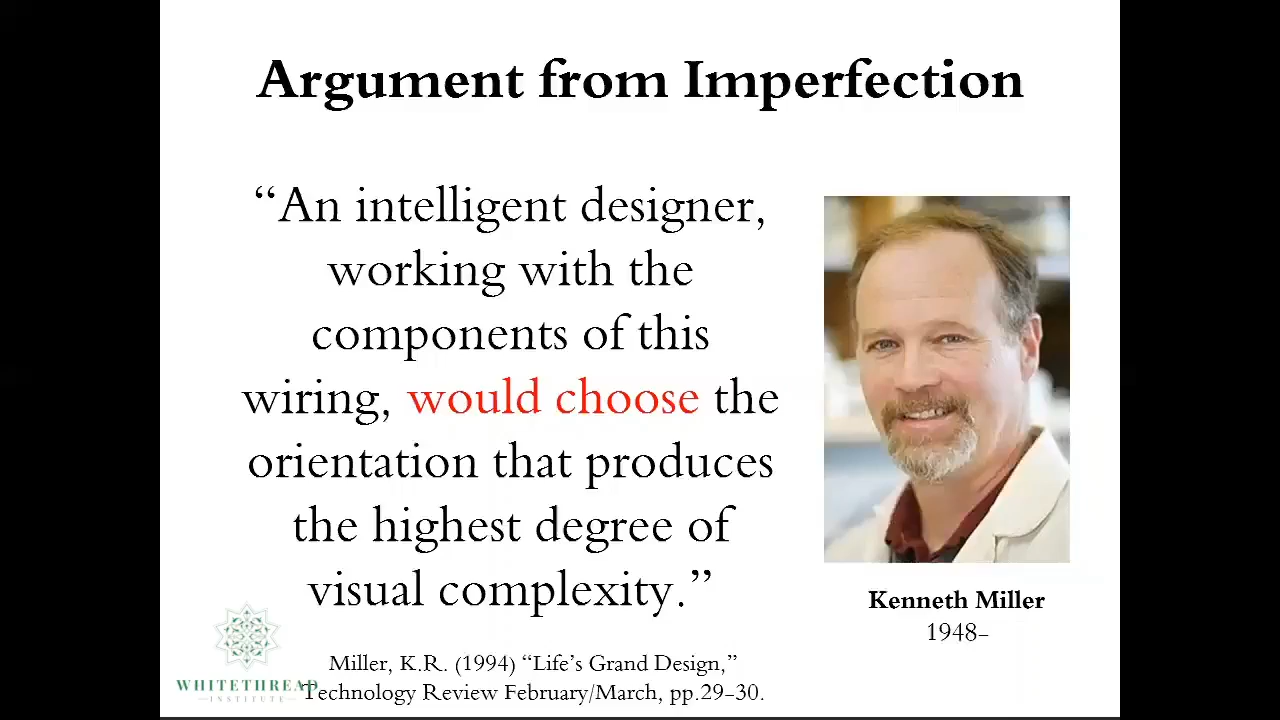 Argument from Imperfection
“An intelligent designer,
working with the
components of this
wiring, would choose the
orientation that produces
the highest degree of
visual complexity.”
Kenneth Miller
1948-
Miller, K.R. (1994) “Life’s Grand Design,”
Technology Review February/March, pp.29-30.
WHITETHREAD
INSTITUTE